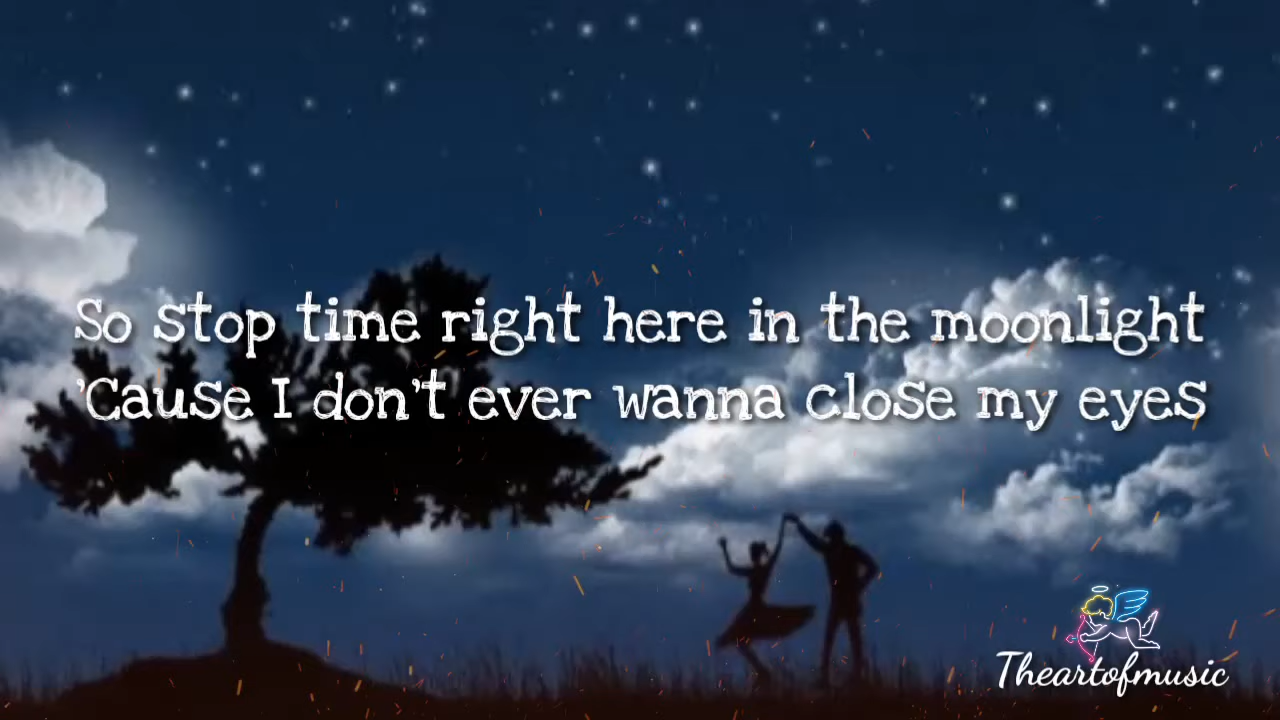 So stop time right here in the moonlight
'Cause I don't ever wanna close my eyes
Theartofmusic